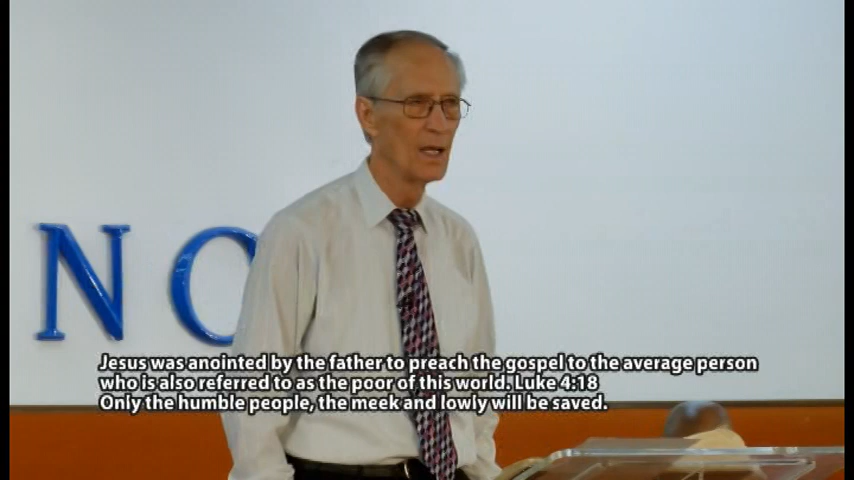 NO
Jesus was anointed by the father to preach the gospel to the average person
who is also referred to as the poor of this world. Luke 4:18
Only the humble people, the meek and lowly will be saved.